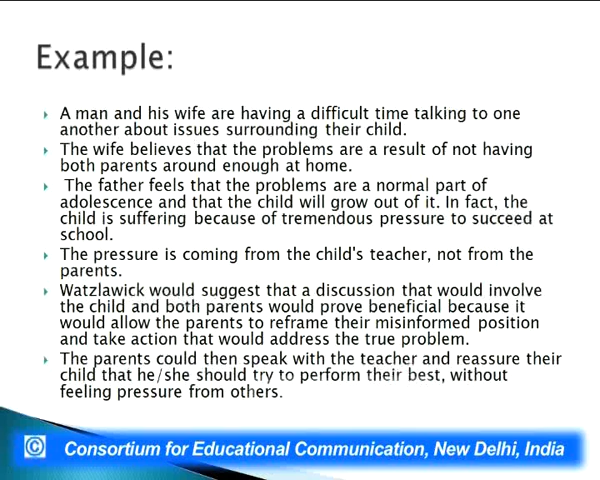 Example:
A man and his wife are having a difficult time talking to one
another about issues surrounding their child.
The wife believes that the problems are a result of not having
both parents around enough at home.
The father feels that the problems are a normal part of
adolescence and that the child will grow out of it. In fact, the
child is suffering because of tremendous pressure to succeed at
school.
The pressure is coming from the child's teacher, not from the
parents.
Watzlawick would suggest that a discussion that would involve
the child and both parents would prove beneficial because it
would allow the parents to reframe their misinformed position
and take action that would address the true problem.
The parents could then speak with the teacher and reassure their
child that he/she should try to perform their best, without
feeling pressure from others.
© Consortium for Educational Communication, New Delhi, India